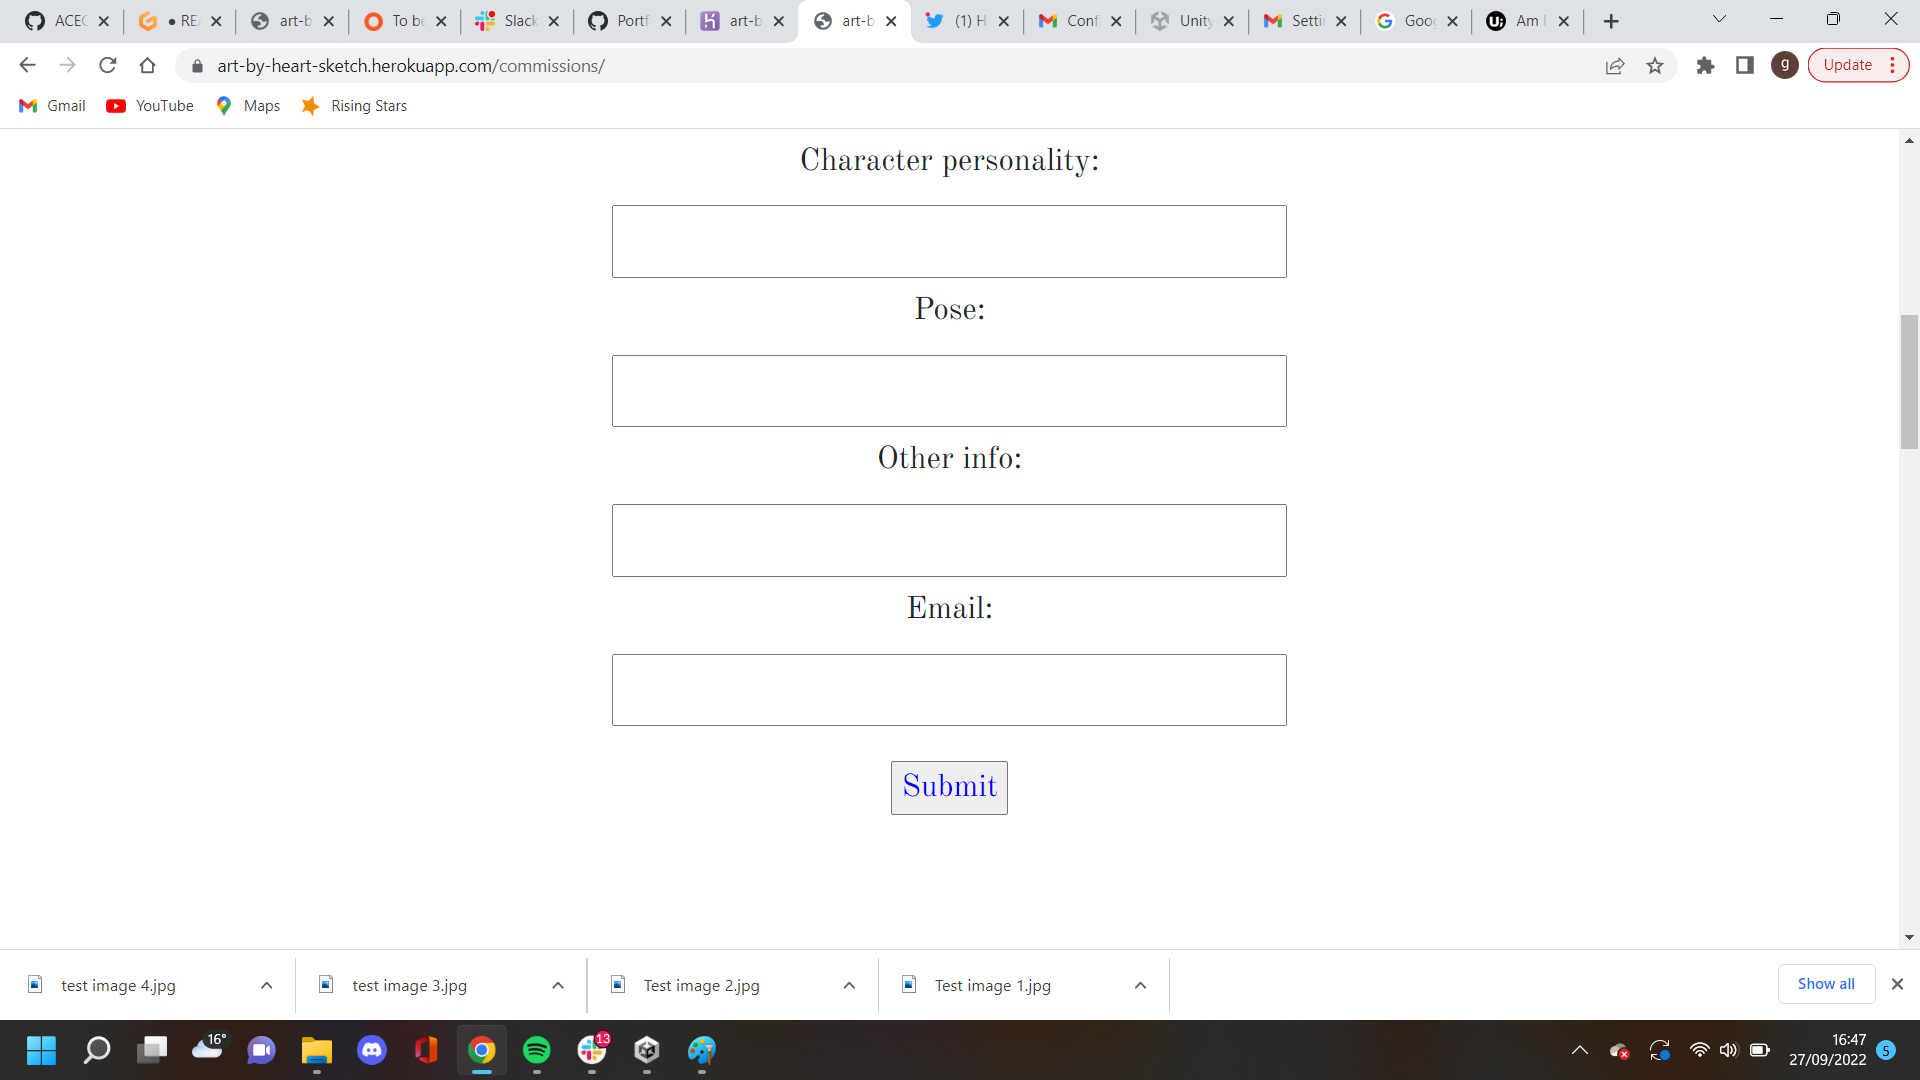 ACEC
RE
art-b
To be
Slack
Portf
art-b
art-b
(1) H
Conf
Unity
Setti
Goo
Am
art-by-heart-sketch.herokuapp.com/commissions/
g
Update
Gmail
YouTube
Maps
Rising Stars
Character personality:
Pose:
Other info:
Email:
Submit
test image 4.jpg
test image 3.jpg
Test image 2.jpg
Test image 1.jpg
Show all
16°
13
16:47
27/09/2022
5